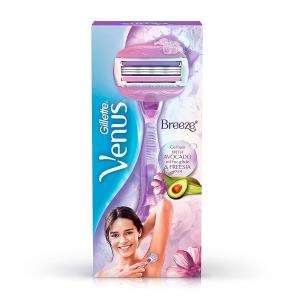 Gillette
Venus
Breeze®
Gel bars
WITH
AVOCADO
oil for glide
& FREESIA
scent